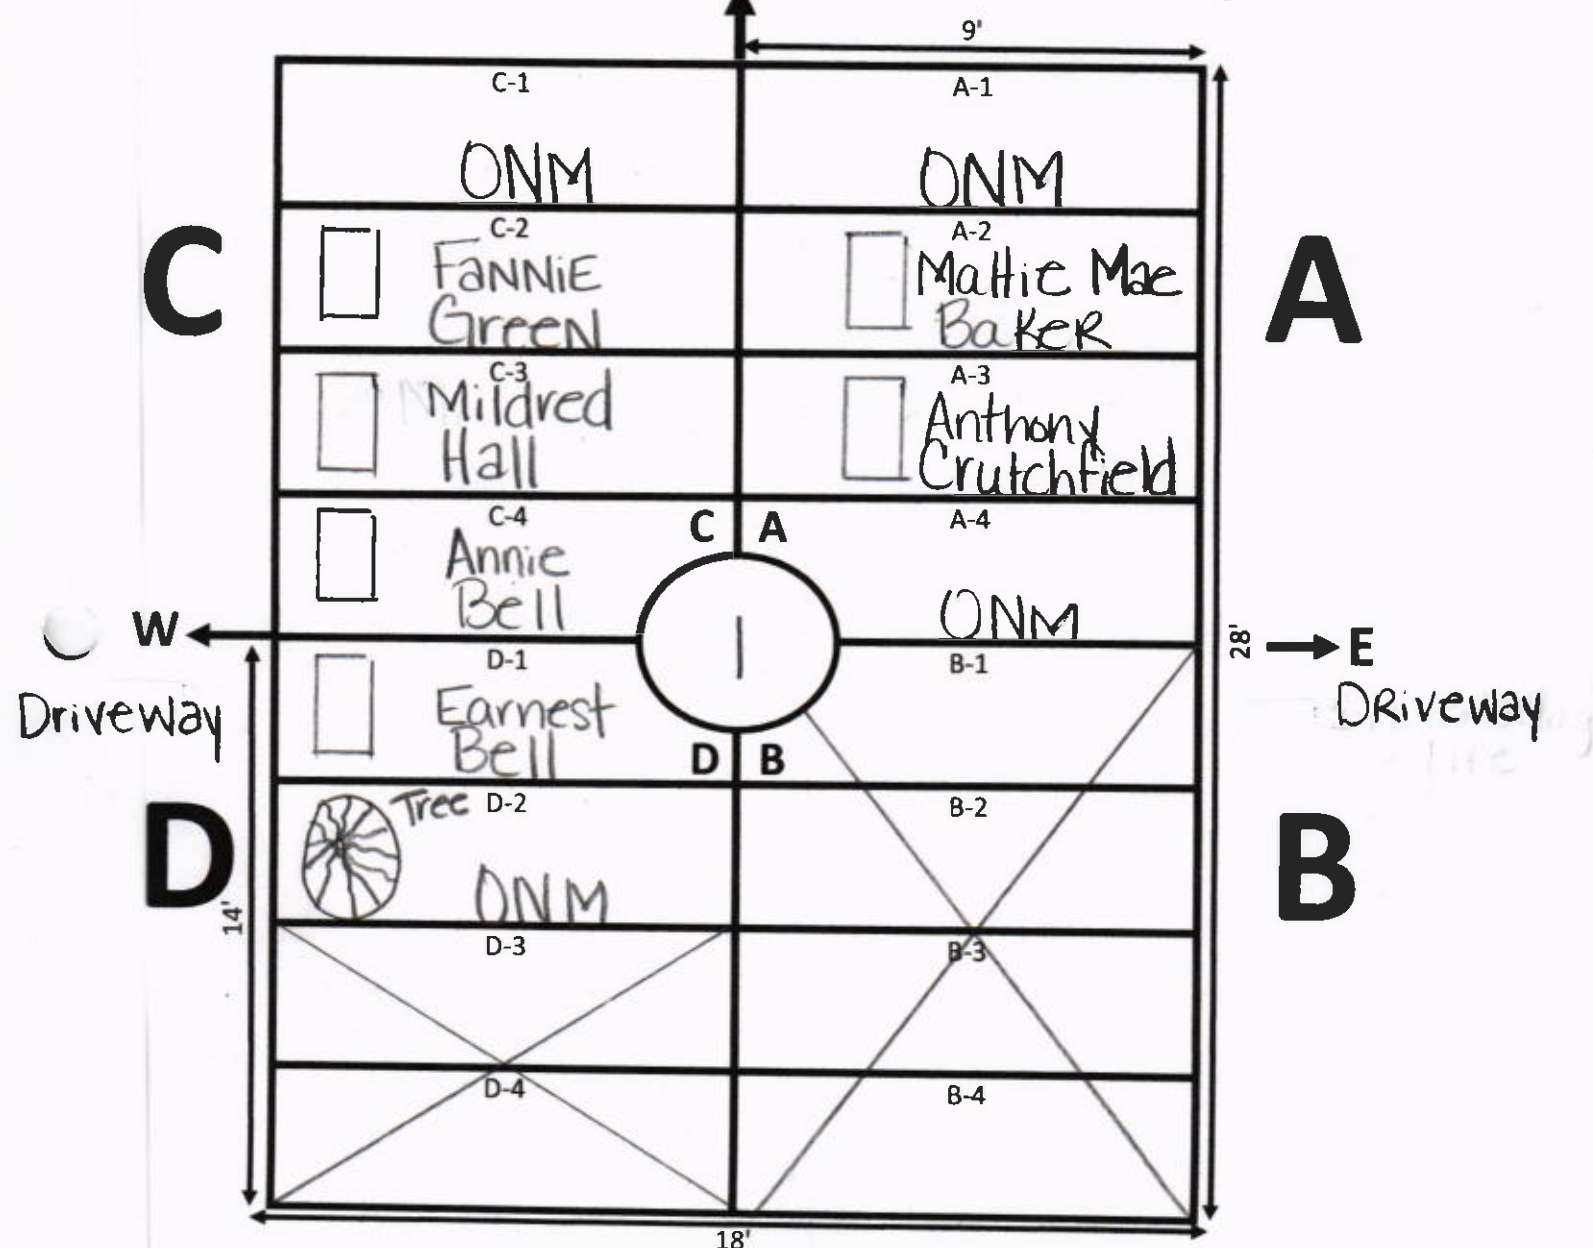 9'
C-1
A-1
ONM
ONM
C
C-2
FANNiE
GreeN
A-2
Mattie Mae
BaKeR
A
C-3
Mildred
Hall
A-3
Anthony
Crutchfield
C-4
Annie
Bell
C A
A-4
ONM
W
I
28'
E
Driveway
D-1
Earnest
Bell
B-1
DRiveway
D B
D
14'
Tree
D-2
ONM
B-2
B
D-3
B-3
D-4
B-4
18'